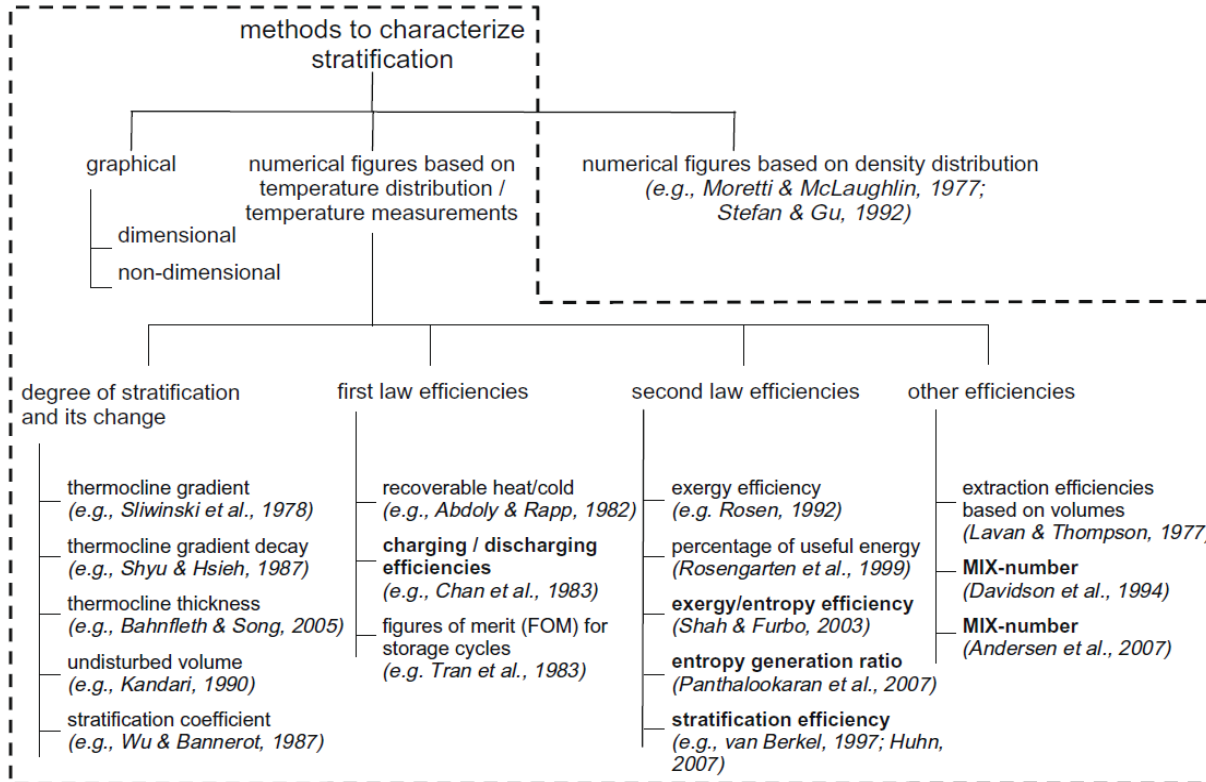 methods to characterize
stratification
graphical
dimensional
non-dimensional
numerical figures based on
temperature distribution /
temperature measurements
numerical figures based on density distribution
(e.g., Moretti & McLaughlin, 1977;
Stefan & Gu, 1992)
degree of stratification
and its change
thermocline gradient
(e.g., Sliwinski et al., 1978)
thermocline gradient decay
(e.g., Shyu & Hsieh, 1987)
thermocline thickness
(e.g., Bahnfleth & Song, 2005)
undisturbed volume
(e.g., Kandari, 1990)
stratification coefficient
(e.g., Wu & Bannerot, 1987)
first law efficiencies
recoverable heat/cold
(e.g., Abdoly & Rapp, 1982)
charging / discharging
efficiencies
(e.g., Chan et al., 1983)
figures of merit (FOM) for
storage cycles
(e.g. Tran et al., 1983)
second law efficiencies
exergy efficiency
(e.g. Rosen, 1992)
percentage of useful energy
(Rosengarten et al., 1999)
exergy/entropy efficiency
(Shah & Furbo, 2003)
entropy generation ratio
(Panthalookaran et al., 2007)
stratification efficiency
(e.g., van Berkel, 1997; Huhn,
2007)
other efficiencies
extraction efficiencies
based on volumes
(Lavan & Thompson, 1977)
MIX-number
(Davidson et al., 1994)
MIX-number
(Andersen et al., 2007)